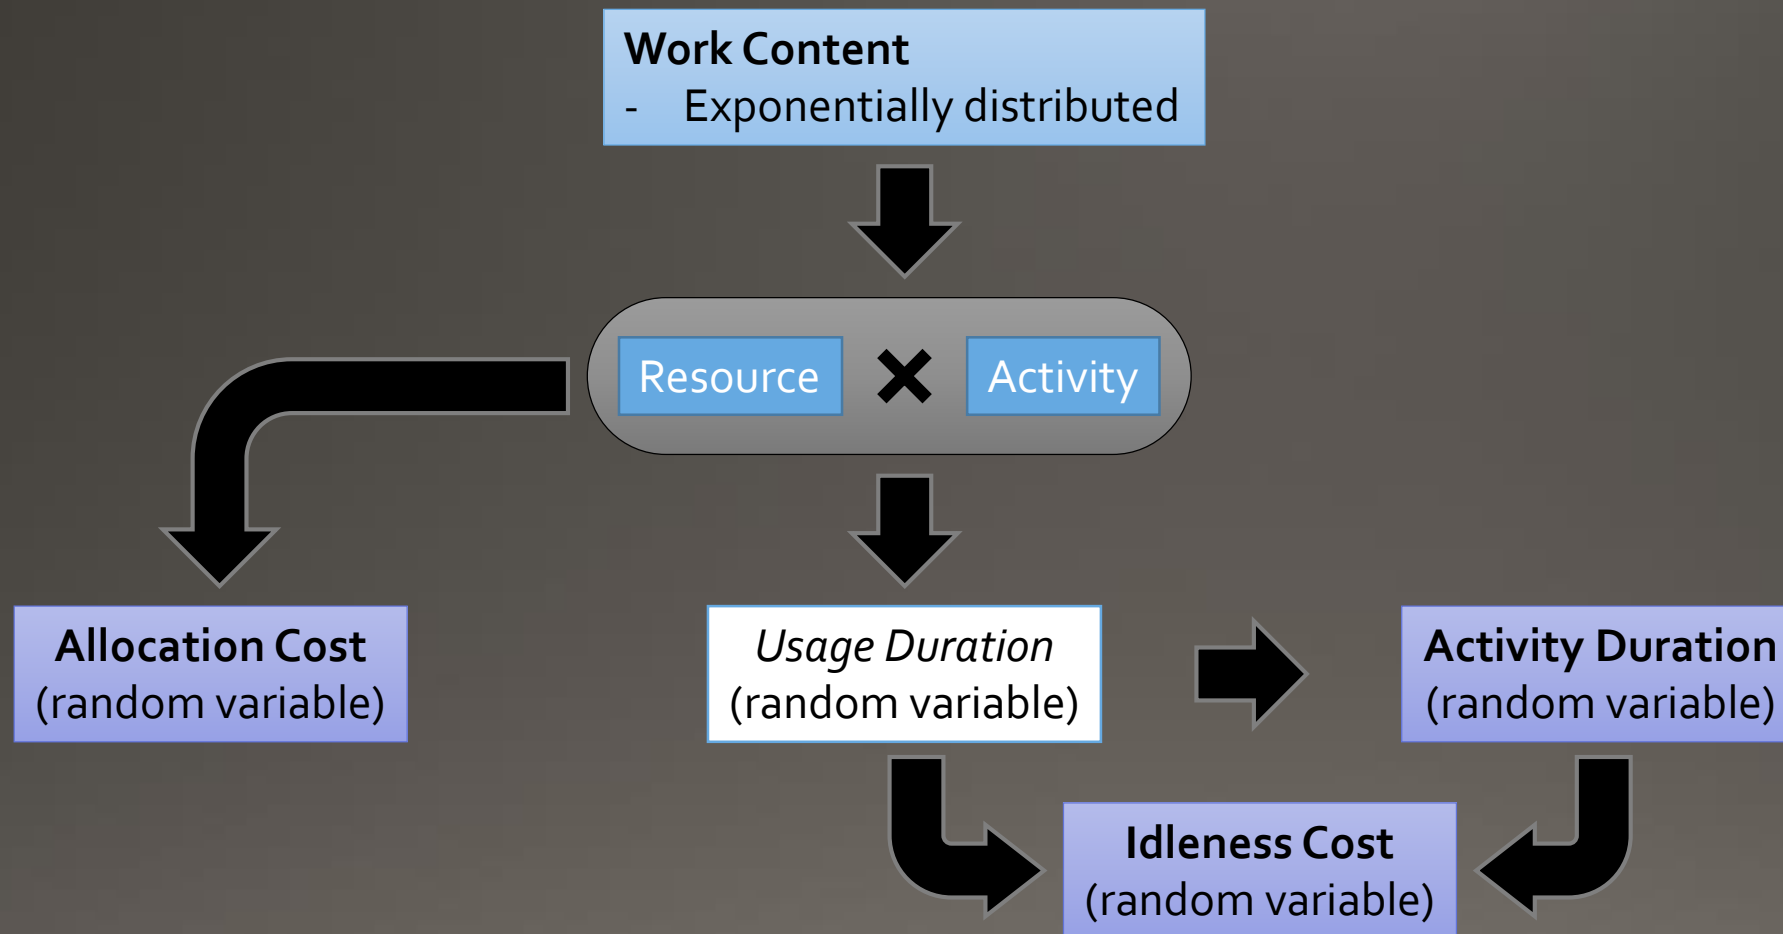 Work Content
- Exponentially distributed
Resource × Activity
Allocation Cost
(random variable)
Usage Duration
(random variable)
Activity Duration
(random variable)
Idleness Cost
(random variable)